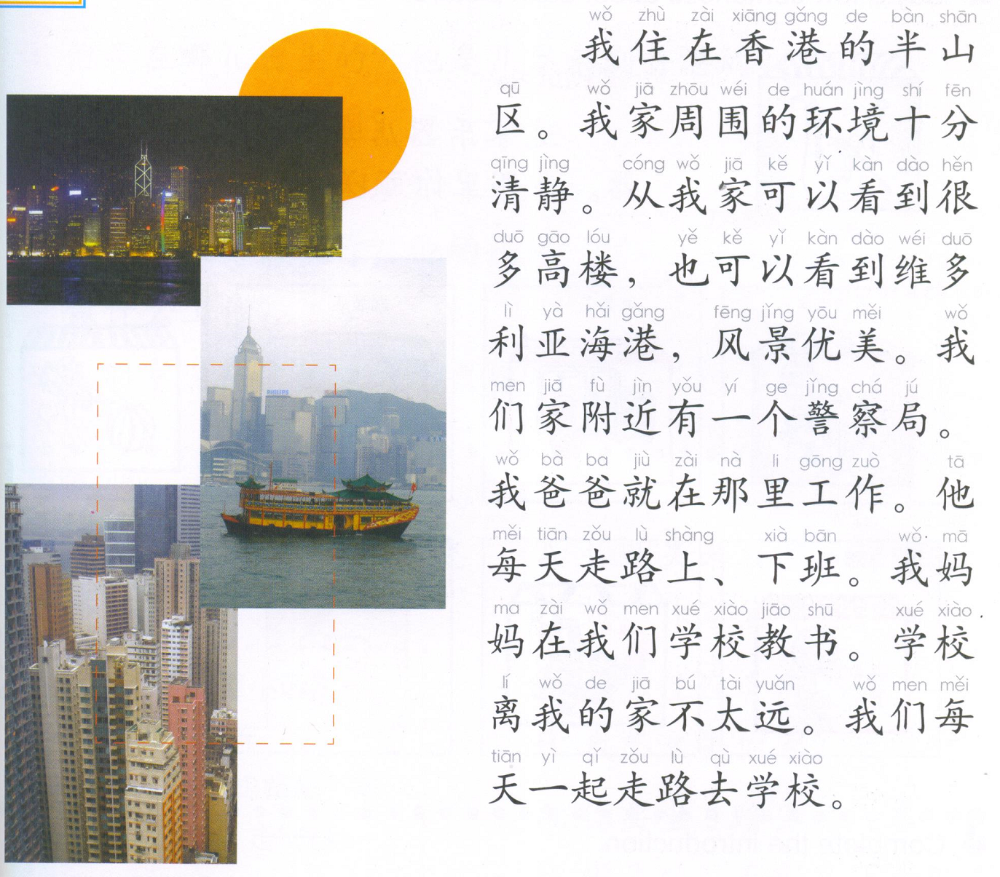 wǒ zhù zài xiāng gǎng de bàn shān
我住在香港的半山
qū wǒ jiā zhōu wéi de huán jìng shí fēn
区。我家周围的环境十分
qīng jìng cóng wǒ jiā kě yǐ kàn dào hěn
清静。从我家可以看到很
duō gāo lóu yě kě yǐ kàn dào wéi duō
多高楼，也可以看到维多
lì yà hǎi gǎng fēng jǐng yōu měi wǒ
利亚海港，风景优美。我
men jiā fù jìn yǒu yí ge jǐng chá jú
们家附近有一个警察局。
wǒ bà ba jiù zài nà li gōng zuò tā
我爸爸就在那里工作。他
měi tiān zǒu lù shàng xià bān wǒ mā
每天走路上、下班。我妈
ma zài wǒ men xué xiào jiāo shū xué xiào
妈在我们学校教书。学校
lí wǒ de jiā bú tài yuǎn wǒ men měi
离我的家不太远。我们每
tiān yì qǐ zǒu lù qù xué xiào
天一起走路去学校。
PHILIPS